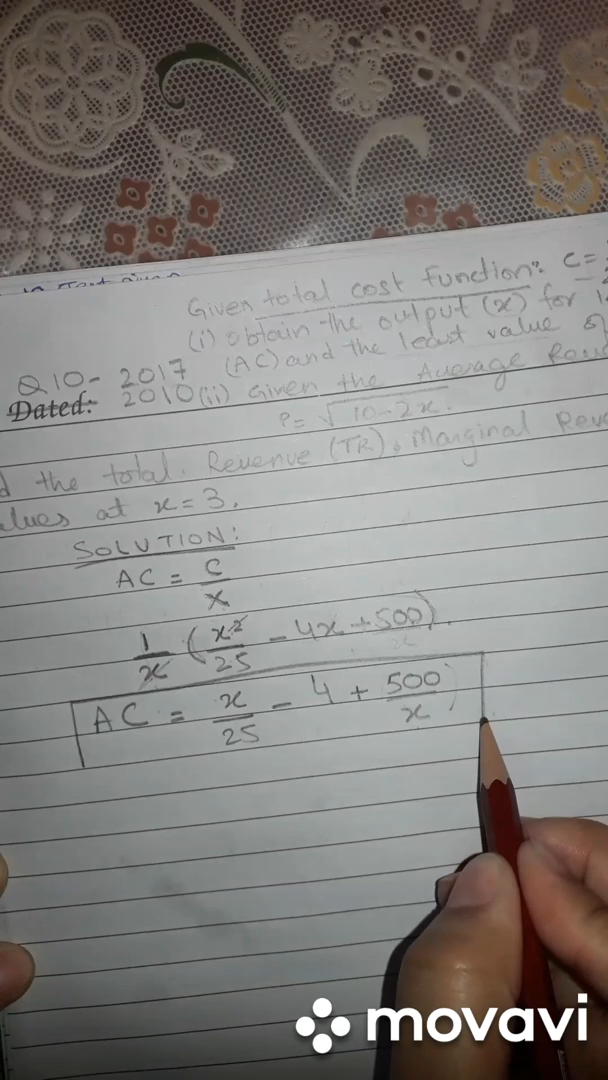 Given total cost function: C=
(i) obtain the output (x) for
Q10- 2017 (AC) and the least value of
Dated: 2010 (ii) Given the Average
P= √10-2x.
the total Revenue (TR), Marginal
at x=3.
SOLUTION:
AC = C/x
1/x (x²/25 - 4x + 500)
AC = x/25 - 4 + 500/x
movavi